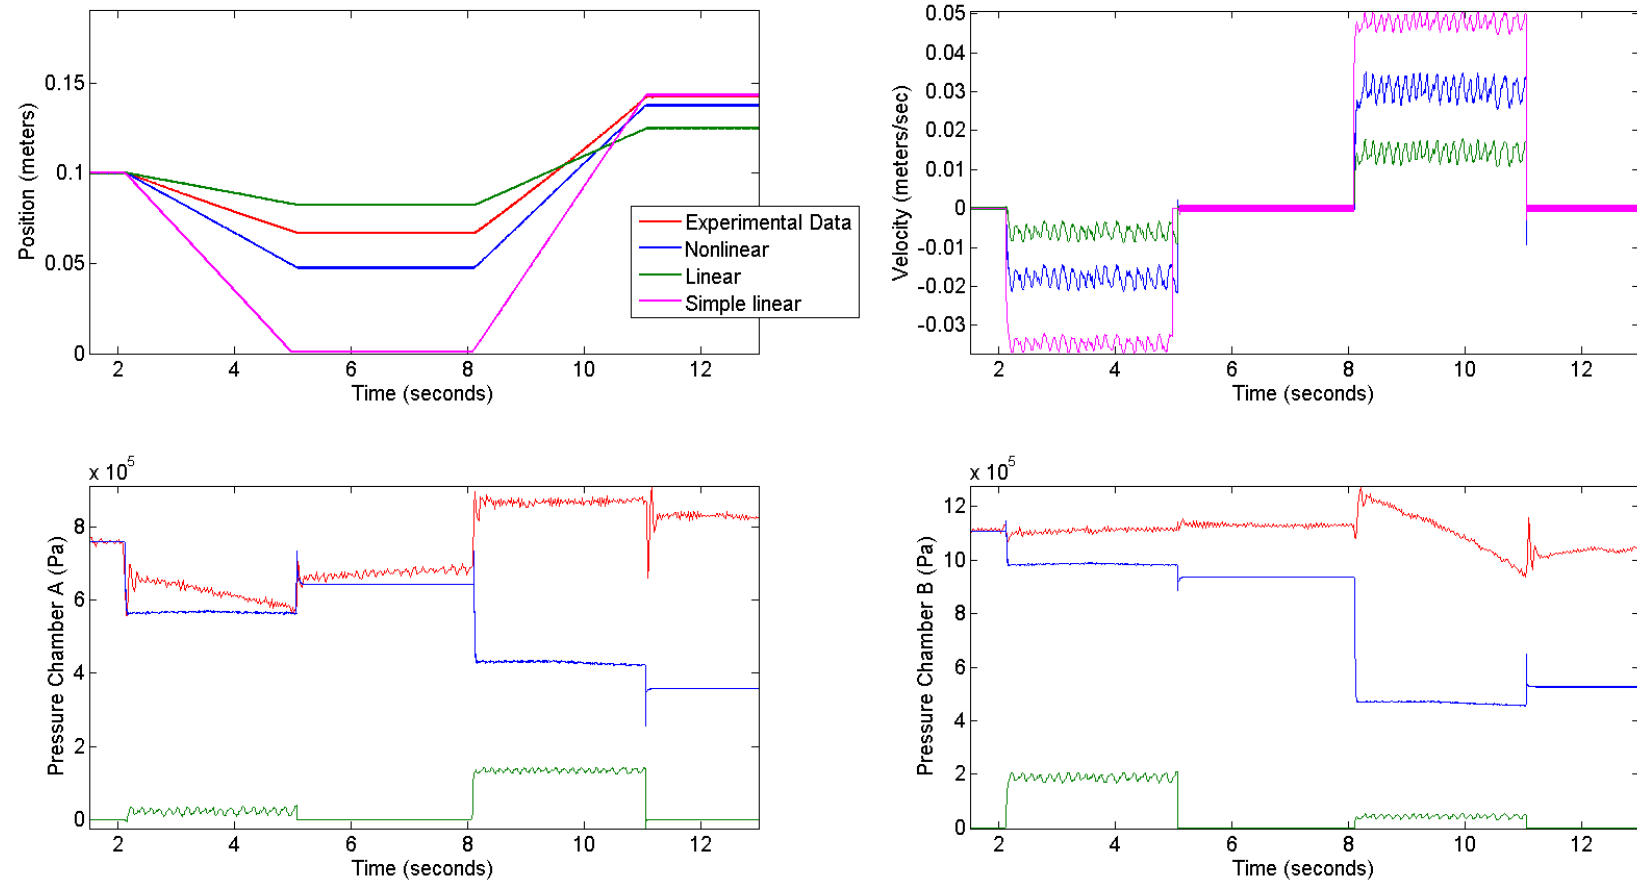 0.15
0.1
0.05
0
Position (meters)
2 4 6 8 10 12
Time (seconds)
Experimental Data
Nonlinear
Linear
Simple linear
0.05
0.04
0.03
0.02
0.01
0
-0.01
-0.02
-0.03
Velocity (meters/sec)
2 4 6 8 10 12
Time (seconds)
x 10^5
8
6
4
2
0
Pressure Chamber A (Pa)
2 4 6 8 10 12
Time (seconds)
x 10^5
12
10
8
6
4
2
0
Pressure Chamber B (Pa)
2 4 6 8 10 12
Time (seconds)